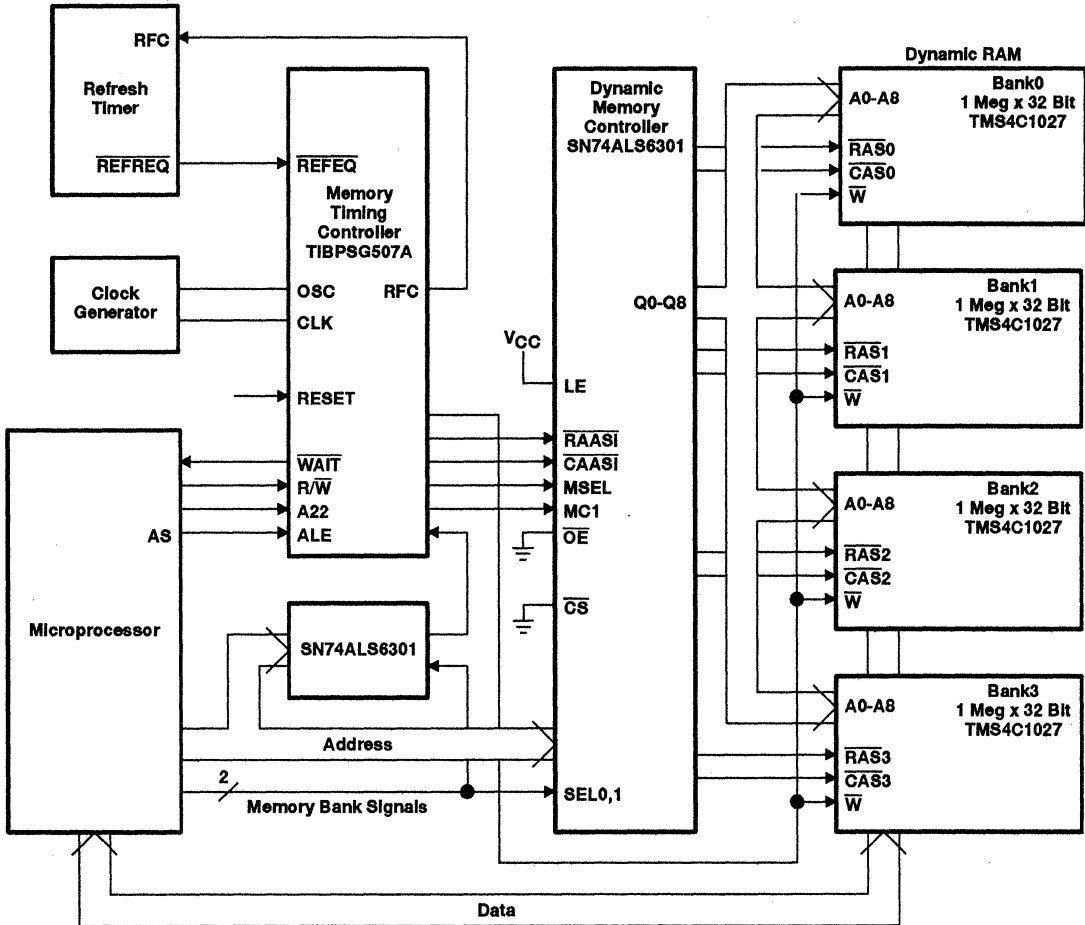 RFC
Refresh
Timer
REFREQ
Clock
Generator
REFEQ
Memory
Timing
Controller
TIBPSG507A
OSC
RFC
CLK
RESET
WAIT
R/W
A22
ALE
AS
Microprocessor
SN74ALS6301
Address
2
Memory Bank Signals
Data
Dynamic
Memory
Controller
SN74ALS6301
Q0-Q8
VCC
LE
RAASI
CAASI
MSEL
MC1
OE
CS
SEL0,1
Dynamic RAM
Bank0
1 Meg x 32 Bit
TMS4C1027
A0-A8
RAS0
CAS0
W
Bank1
1 Meg x 32 Bit
TMS4C1027
A0-A8
RAS1
CAS1
W
Bank2
1 Meg x 32 Bit
TMS4C1027
A0-A8
RAS2
CAS2
W
Bank3
1 Meg x 32 Bit
TMS4C1027
A0-A8
RAS3
CAS3
W